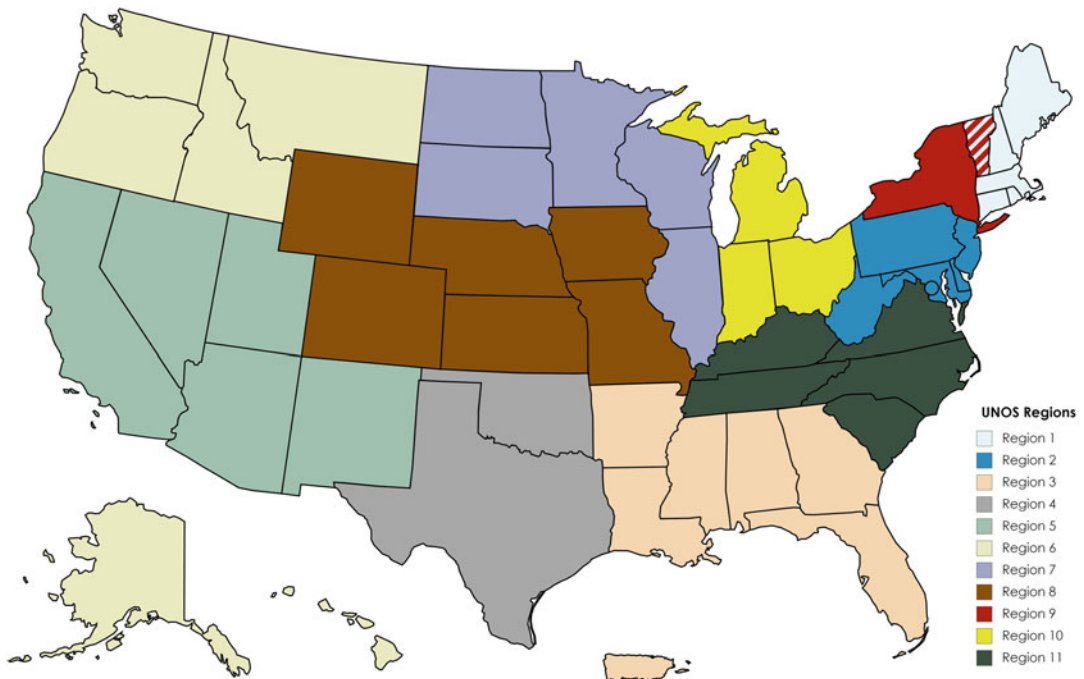 UNOS Regions
Region 1
Region 2
Region 3
Region 4
Region 5
Region 6
Region 7
Region 8
Region 9
Region 10
Region 11